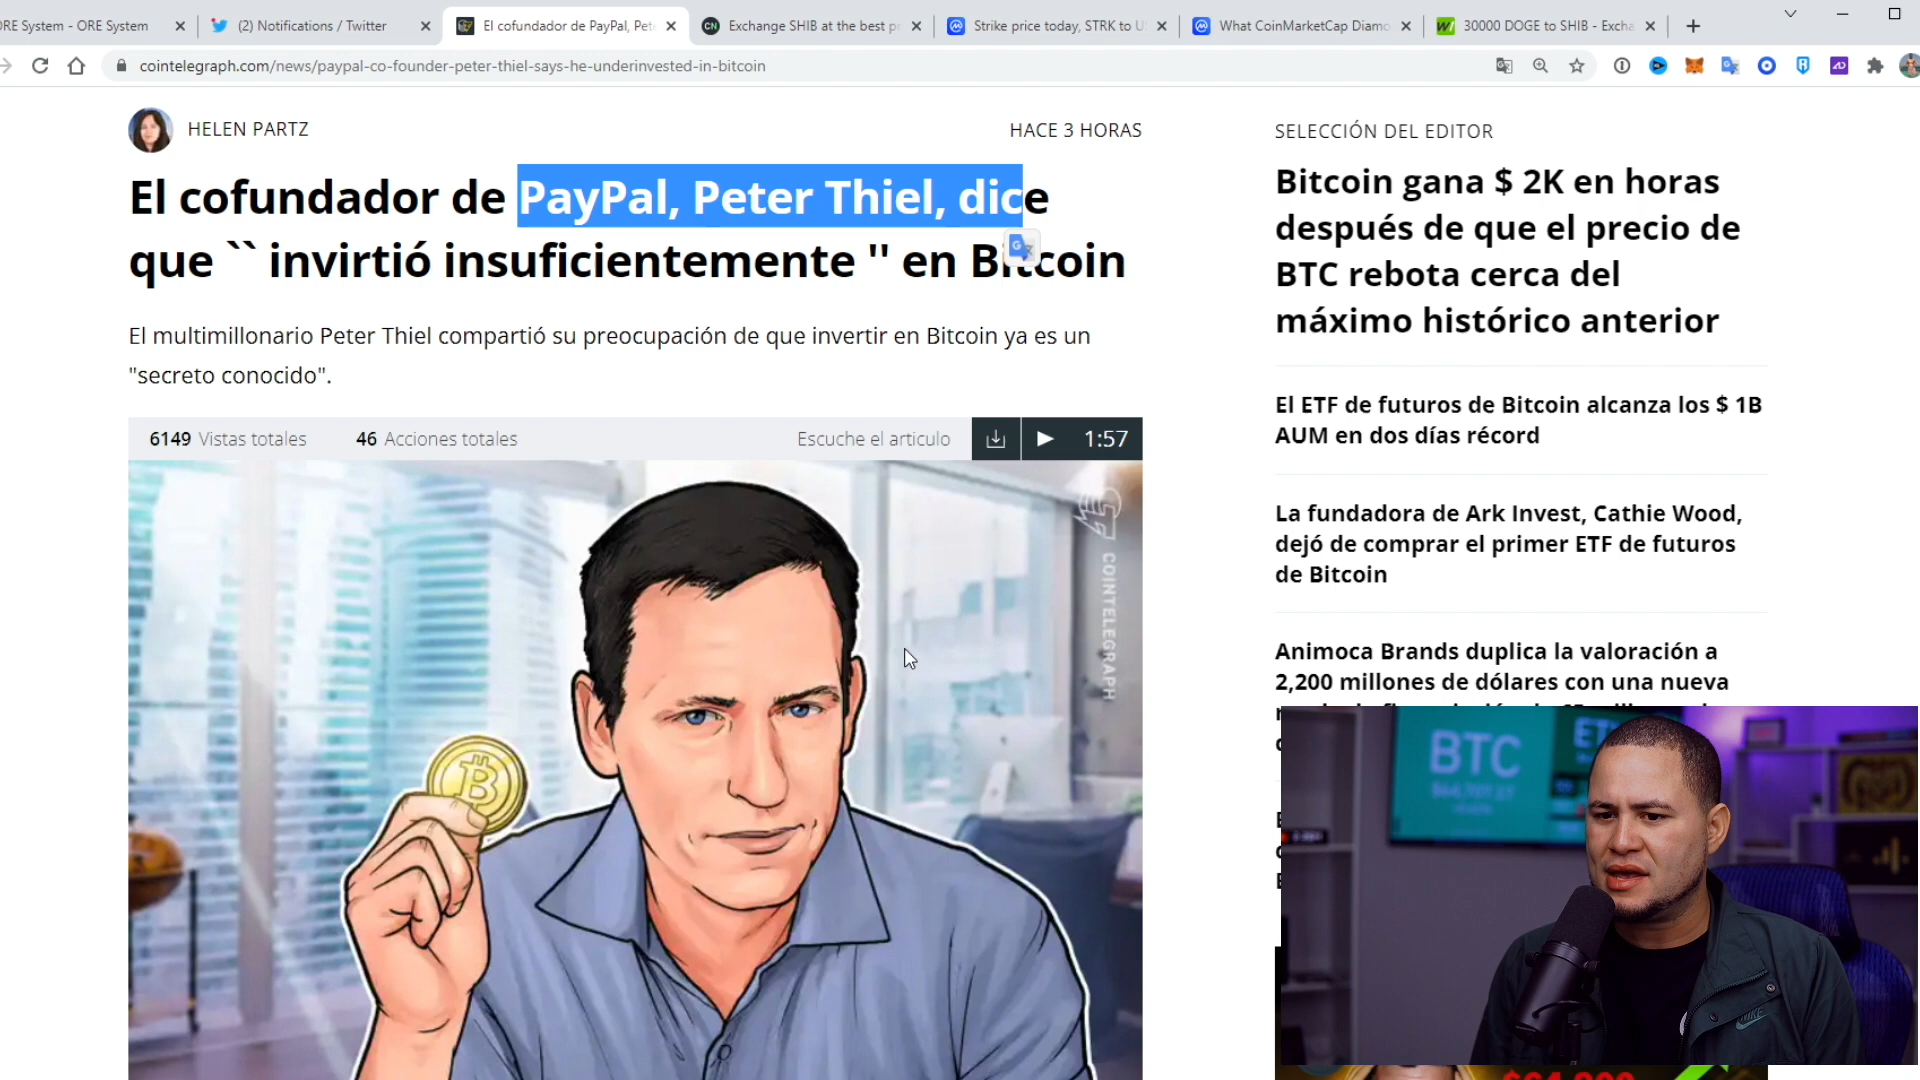 ORE System - ORE System
(2) Notifications / Twitter
El cofundador de PayPal, Pete
CN
Exchange SHIB at the best pr
Strike price today, STRK to U
What CoinMarketCap Diamo
30000 DOGE to SHIB - Excha
cointelegraph.com/news/paypal-co-founder-peter-thiel-says-he-underinvested-in-bitcoin
HELEN PARTZ
HACE 3 HORAS
El cofundador de PayPal, Peter Thiel, dice
que `` invirtió insuficientemente '' en Bitcoin
El multimillonario Peter Thiel compartió su preocupación de que invertir en Bitcoin ya es un
"secreto conocido".
6149 Vistas totales
46 Acciones totales
Escuche el articulo
1:57
COINTELEGRAPH
SELECCIÓN DEL EDITOR
Bitcoin gana $ 2K en horas
después de que el precio de
BTC rebota cerca del
máximo histórico anterior
El ETF de futuros de Bitcoin alcanza los $ 1B
AUM en dos días récord
La fundadora de Ark Invest, Cathie Wood,
dejó de comprar el primer ETF de futuros
de Bitcoin
Animoca Brands duplica la valoración a
2,200 millones de dólares con una nueva
BTC
NIKE